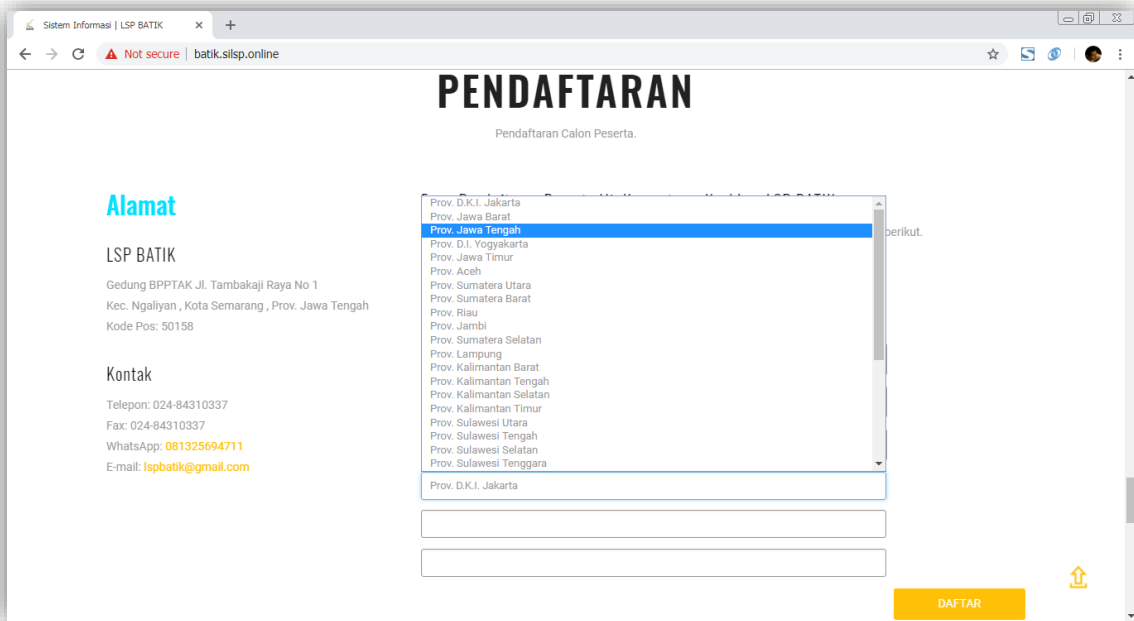 Sistem Informasi | LSP BATIK
Not secure | batik.silsp.online
PENDAFTARAN
Pendaftaran Calon Peserta.
Alamat
LSP BATIK
Gedung BPPTAK Jl. Tambakaji Raya No 1
Kec. Ngaliyan , Kota Semarang , Prov. Jawa Tengah
Kode Pos: 50158
Kontak
Telepon: 024-84310337
Fax: 024-84310337
WhatsApp: 081325694711
E-mail: lspbatik@gmail.com
Prov. D.K.I. Jakarta
Prov. Jawa Barat
Prov. Jawa Tengah
Prov. D.I. Yogyakarta
Prov. Jawa Timur
Prov. Aceh
Prov. Sumatera Utara
Prov. Sumatera Barat
Prov. Riau
Prov. Jambi
Prov. Sumatera Selatan
Prov. Lampung
Prov. Kalimantan Barat
Prov. Kalimantan Tengah
Prov. Kalimantan Selatan
Prov. Kalimantan Timur
Prov. Sulawesi Utara
Prov. Sulawesi Tengah
Prov. Sulawesi Selatan
Prov. Sulawesi Tenggara
berikut.
Prov. D.K.I. Jakarta
DAFTAR